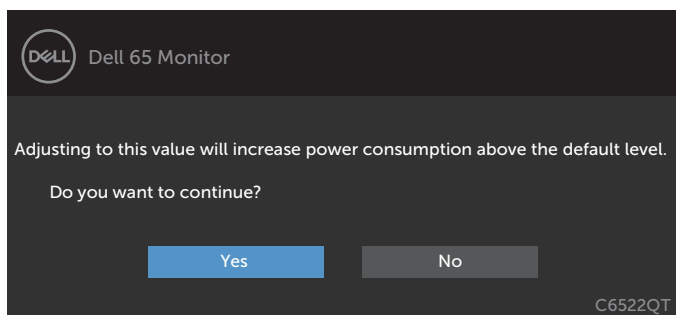 DELL
Dell 65 Monitor
Adjusting to this value will increase power consumption above the default level.
Do you want to continue?
Yes
No
C6522QT